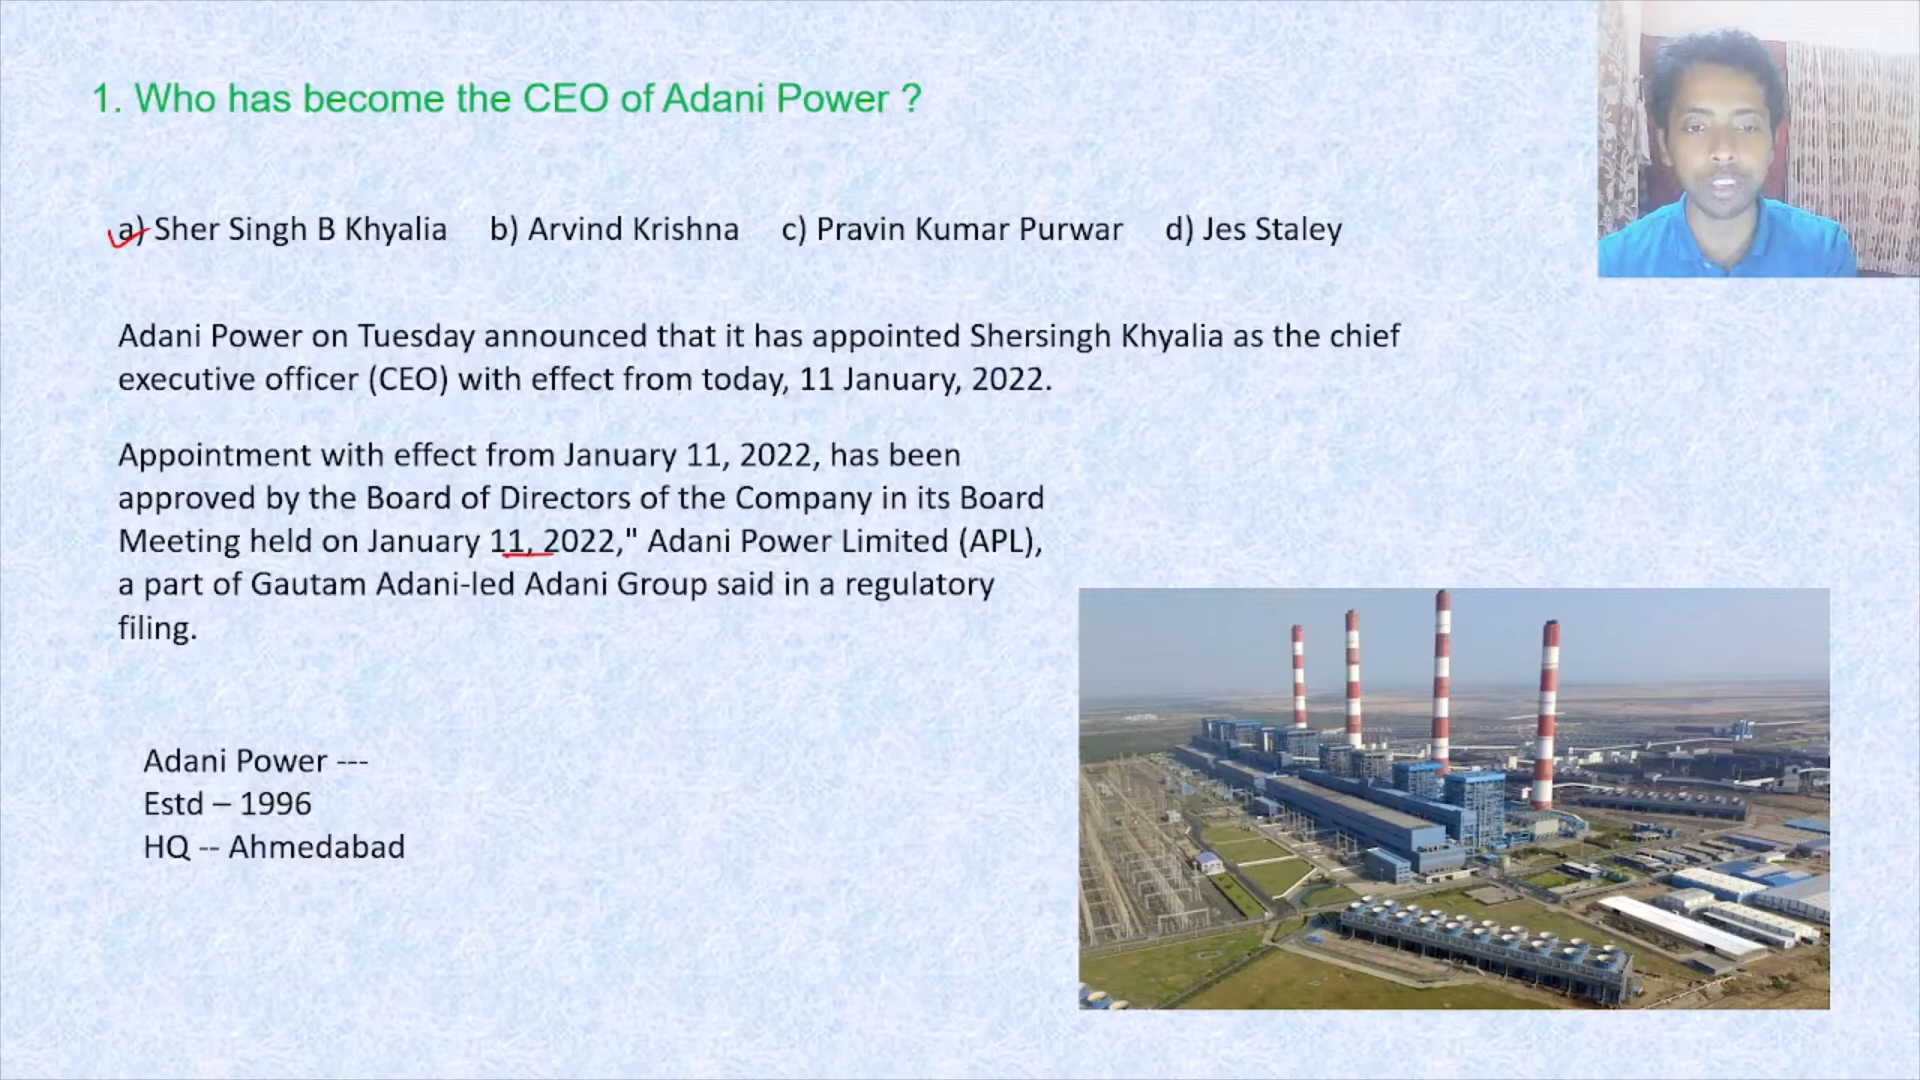 1. Who has become the CEO of Adani Power ?
a) Sher Singh B Khyalia b) Arvind Krishna c) Pravin Kumar Purwar d) Jes Staley
Adani Power on Tuesday announced that it has appointed Shersingh Khyalia as the chief
executive officer (CEO) with effect from today, 11 January, 2022.
Appointment with effect from January 11, 2022, has been
approved by the Board of Directors of the Company in its Board
Meeting held on January 11, 2022," Adani Power Limited (APL),
a part of Gautam Adani-led Adani Group said in a regulatory
filing.
Adani Power ---
Estd – 1996
HQ -- Ahmedabad